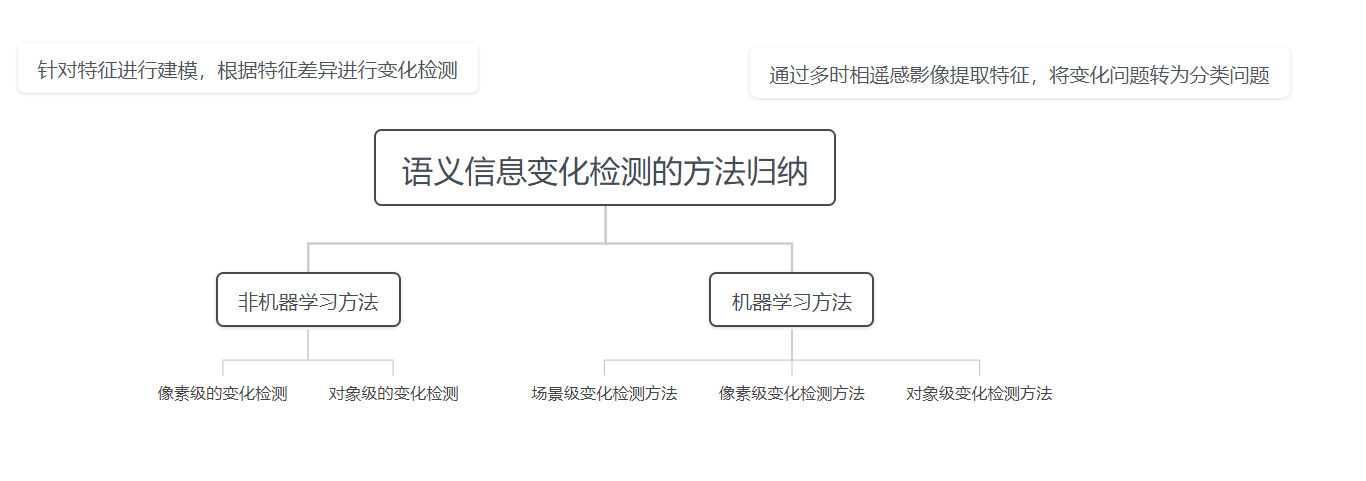 针对特征进行建模，根据特征差异进行变化检测
通过多时相遥感影像提取特征，将变化问题转为分类问题
语义信息变化检测的方法归纳
非机器学习方法
机器学习方法
像素级的变化检测
对象级的变化检测
场景级变化检测方法
像素级变化检测方法
对象级变化检测方法